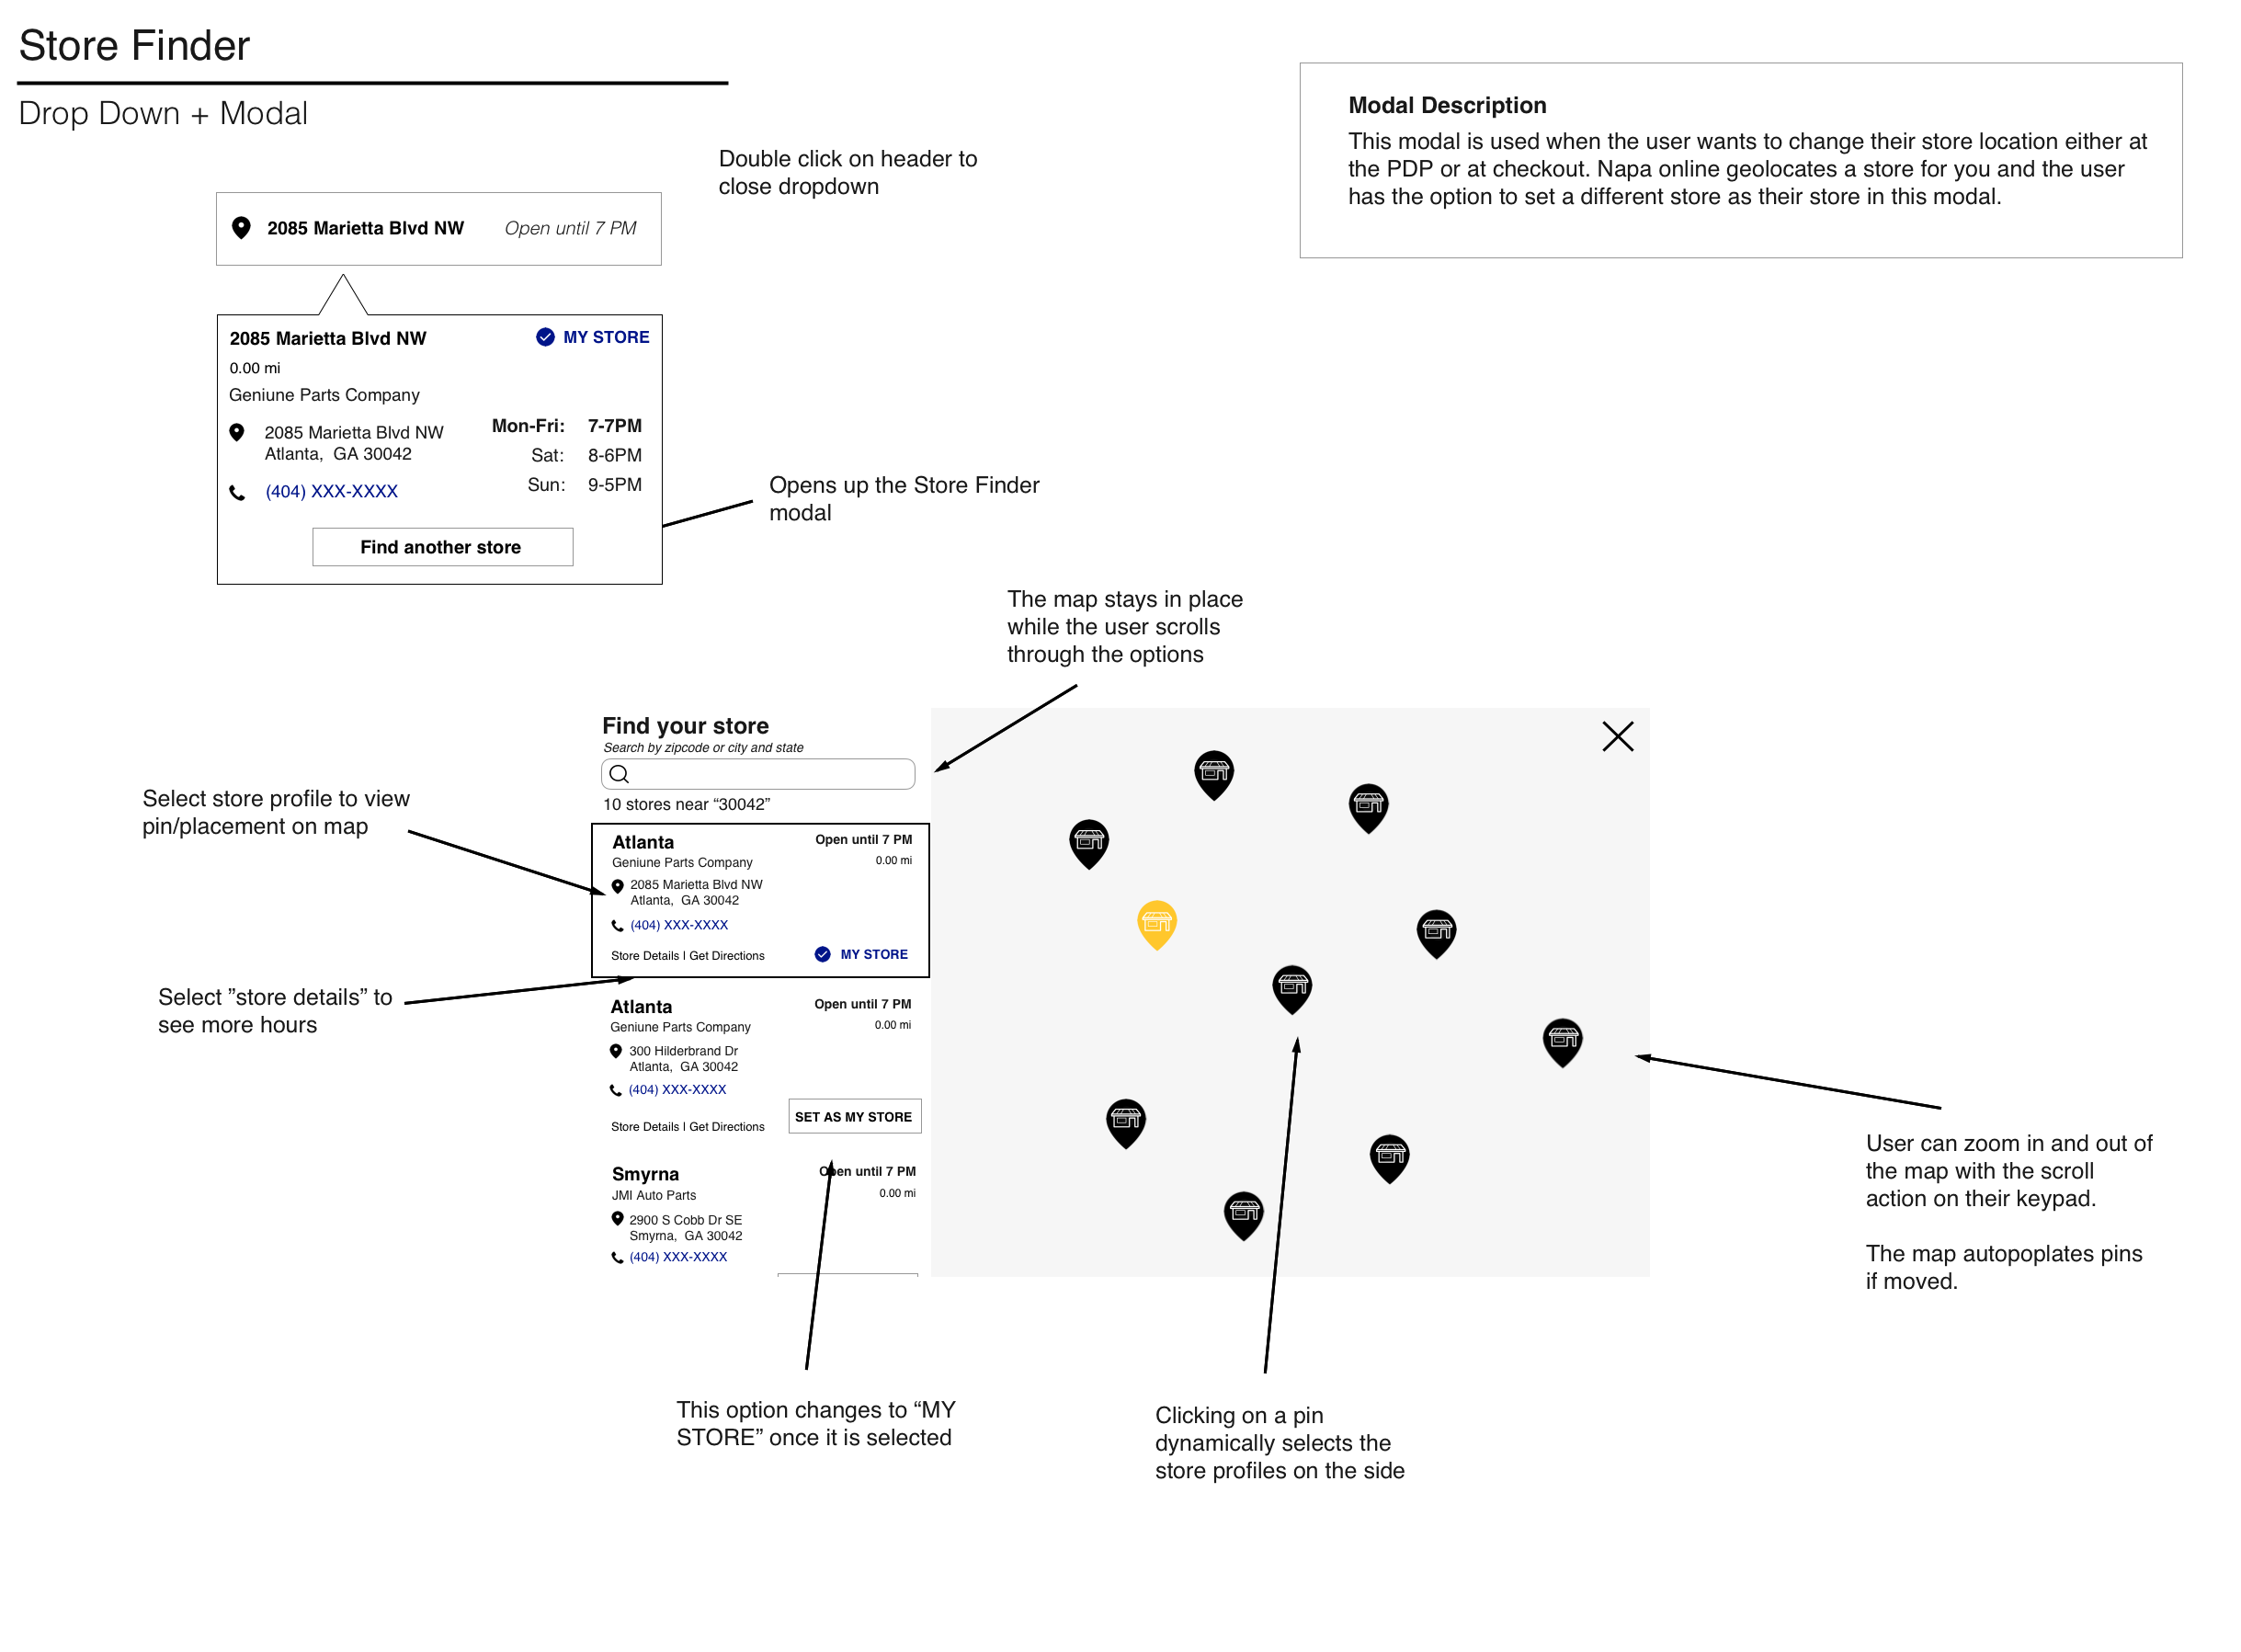 Store Finder
Drop Down + Modal
Modal Description
This modal is used when the user wants to change their store location either at
the PDP or at checkout. Napa online geolocates a store for you and the user
has the option to set a different store as their store in this modal.
Double click on header to
close dropdown
2085 Marietta Blvd NW Open until 7 PM
2085 Marietta Blvd NW MY STORE
0.00 mi
Geniune Parts Company
2085 Marietta Blvd NW
Atlanta, GA 30042
(404) XXX-XXXX
Mon-Fri: 7-7PM
Sat: 8-6PM
Sun: 9-5PM
Find another store
Opens up the Store Finder
modal
The map stays in place
while the user scrolls
through the options
Find your store
Search by zipcode or city and state
10 stores near “30042”
Select store profile to view
pin/placement on map
Atlanta Open until 7 PM
Geniune Parts Company 0.00 mi
2085 Marietta Blvd NW
Atlanta, GA 30042
(404) XXX-XXXX
Store Details | Get Directions MY STORE
Select ”store details” to
see more hours
Atlanta Open until 7 PM
Geniune Parts Company 0.00 mi
300 Hilderbrand Dr
Atlanta, GA 30042
(404) XXX-XXXX
Store Details | Get Directions SET AS MY STORE
Smyrna Open until 7 PM
JMI Auto Parts 0.00 mi
2900 S Cobb Dr SE
Smyrna, GA 30042
(404) XXX-XXXX
User can zoom in and out of
the map with the scroll
action on their keypad.
The map autopoplates pins
if moved.
This option changes to “MY
STORE” once it is selected
Clicking on a pin
dynamically selects the
store profiles on the side